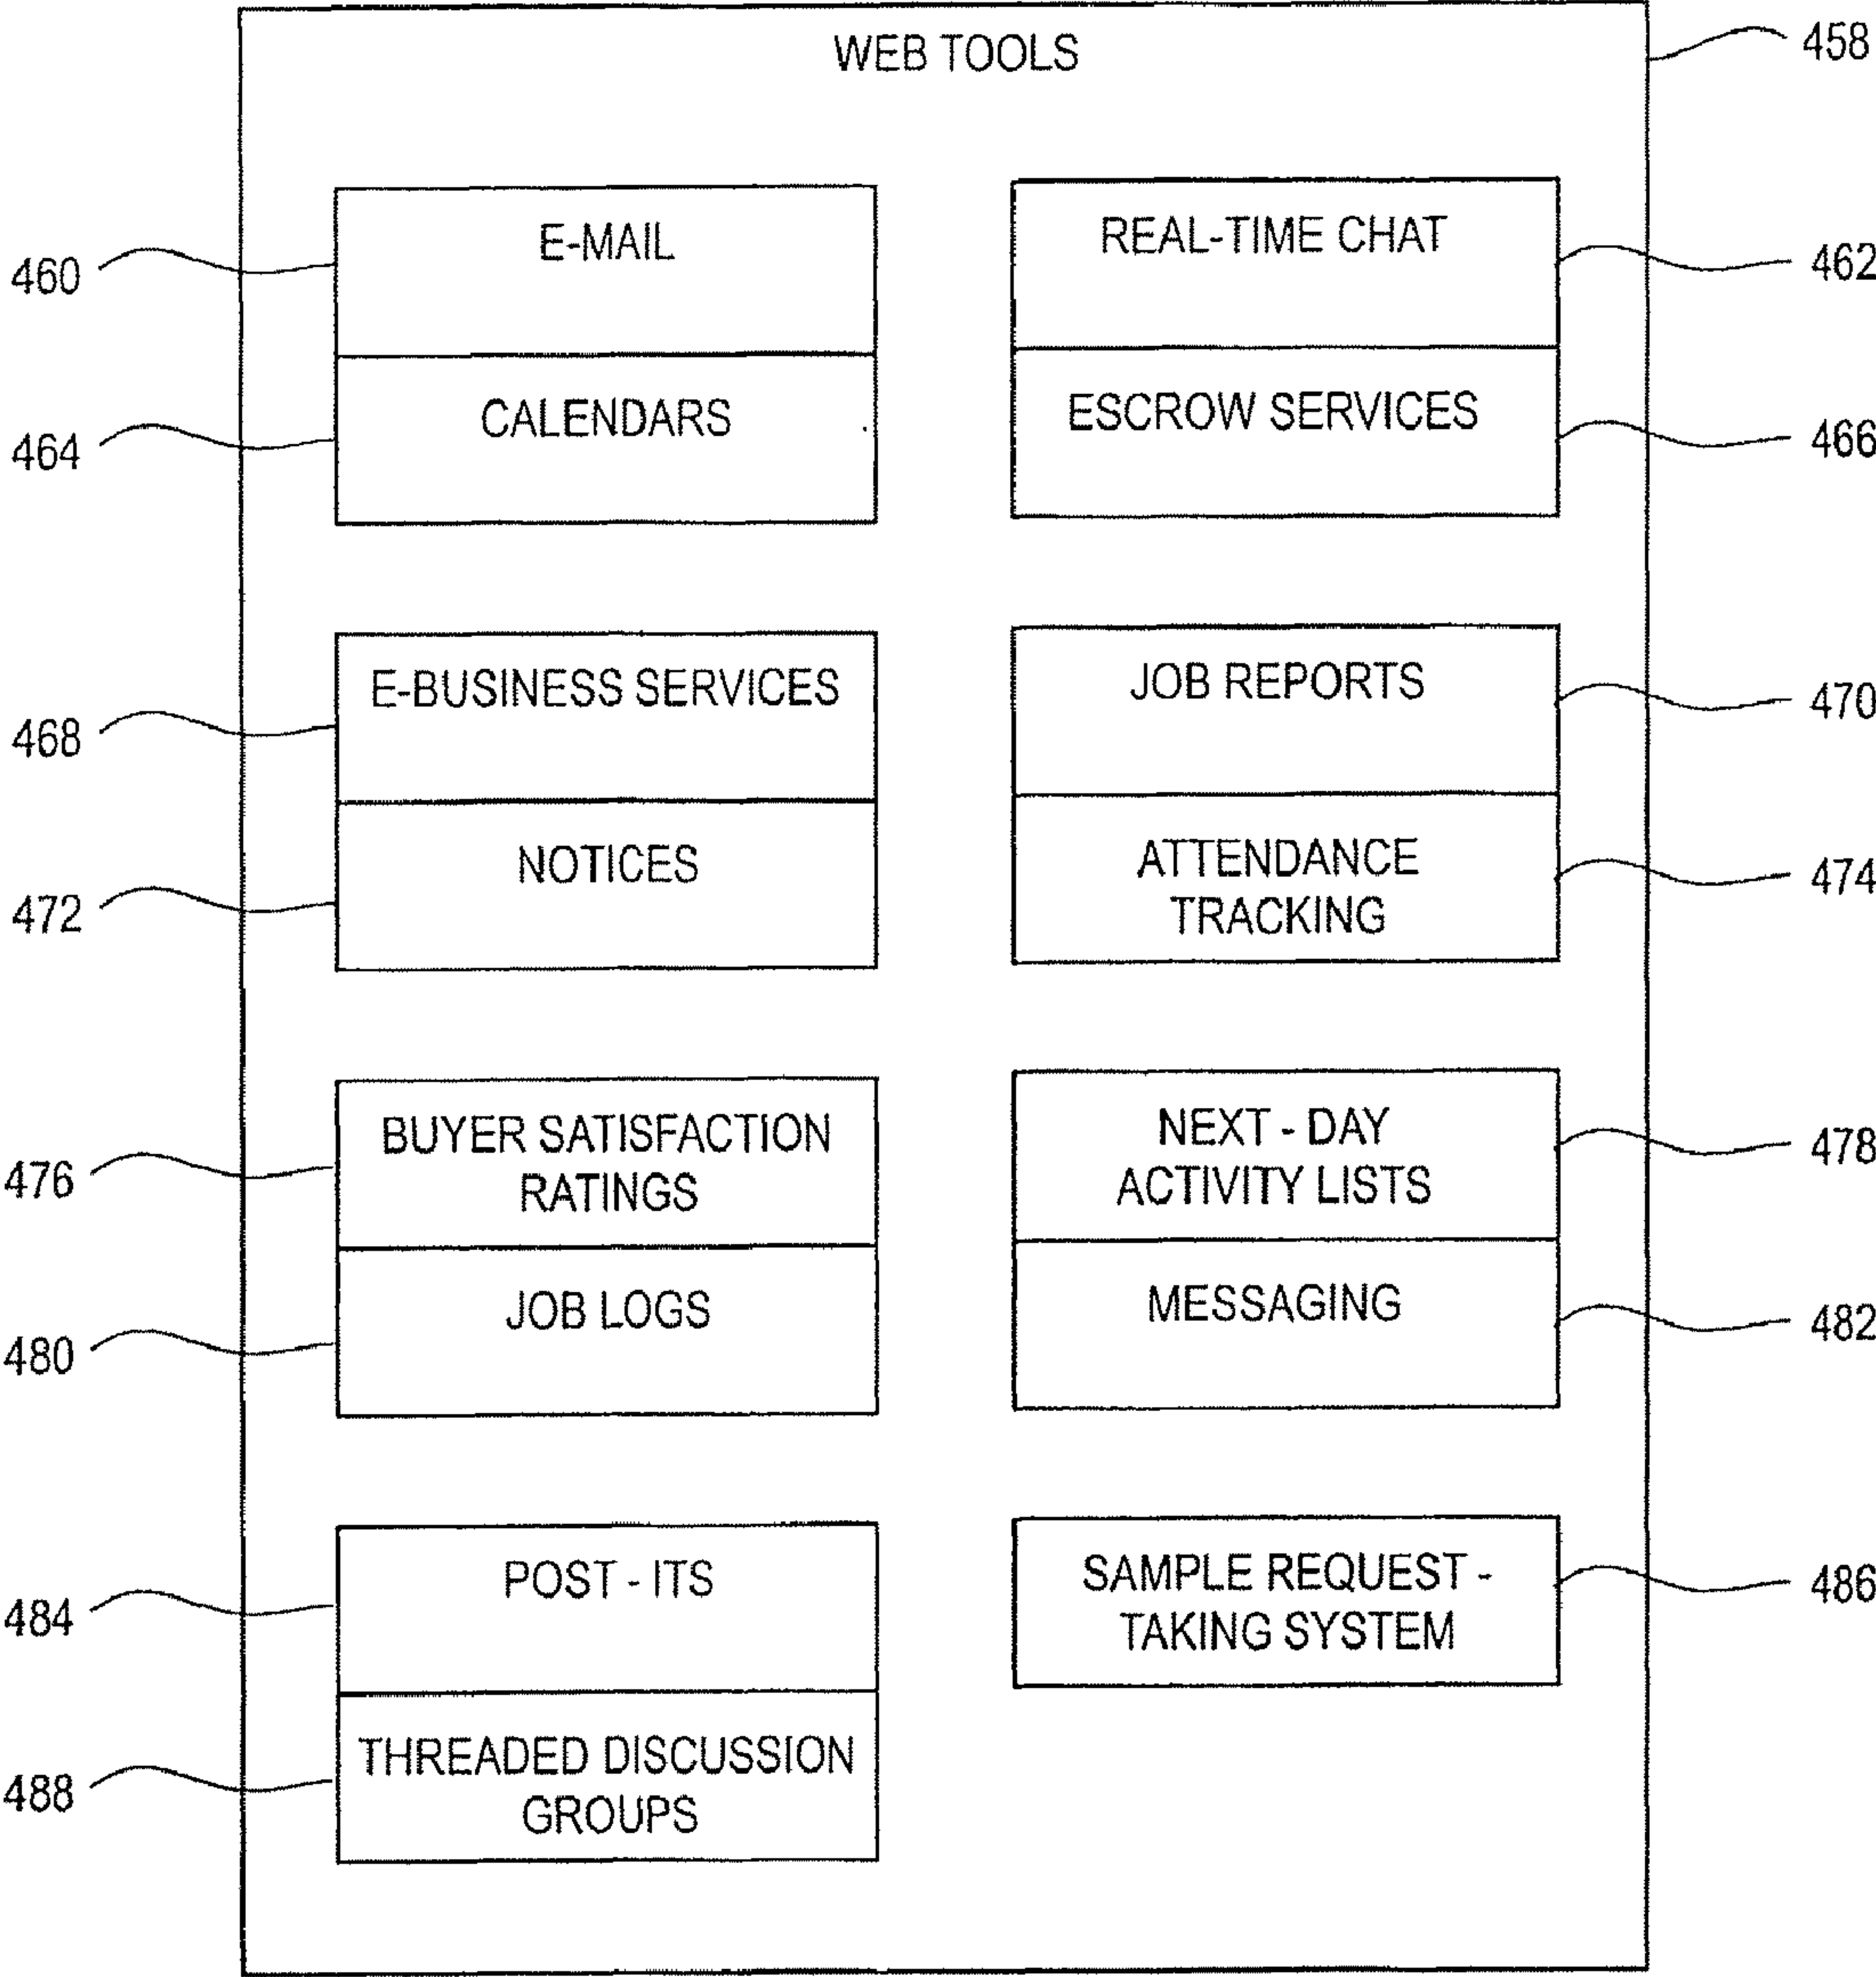 WEB TOOLS
458
E-MAIL
460
REAL-TIME CHAT
462
CALENDARS
464
ESCROW SERVICES
466
E-BUSINESS SERVICES
468
JOB REPORTS
470
NOTICES
472
ATTENDANCE
TRACKING
474
BUYER SATISFACTION
RATINGS
476
NEXT - DAY
ACTIVITY LISTS
478
JOB LOGS
480
MESSAGING
482
POST - ITS
484
SAMPLE REQUEST -
TAKING SYSTEM
486
THREADED DISCUSSION
GROUPS
488